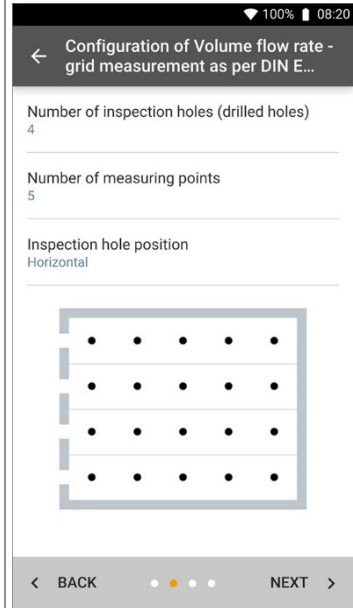 100% 08:20
Configuration of Volume flow rate -
grid measurement as per DIN E...
Number of inspection holes (drilled holes)
4
Number of measuring points
5
Inspection hole position
Horizontal
BACK NEXT